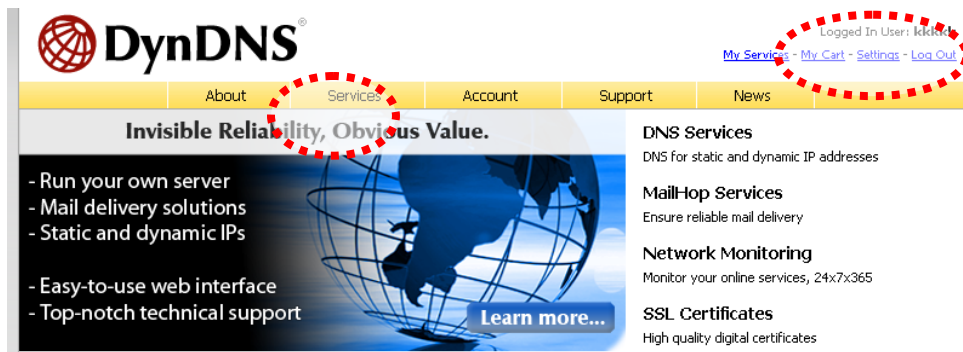 DynDNS®
Logged In User: kkkkk
My Services - My Cart - Settings - Log Out
About Services Account Support News
Invisible Reliability, Obvious Value.
- Run your own server
- Mail delivery solutions
- Static and dynamic IPs
- Easy-to-use web interface
- Top-notch technical support
Learn more...
DNS Services
DNS for static and dynamic IP addresses
MailHop Services
Ensure reliable mail delivery
Network Monitoring
Monitor your online services, 24x7x365
SSL Certificates
High quality digital certificates